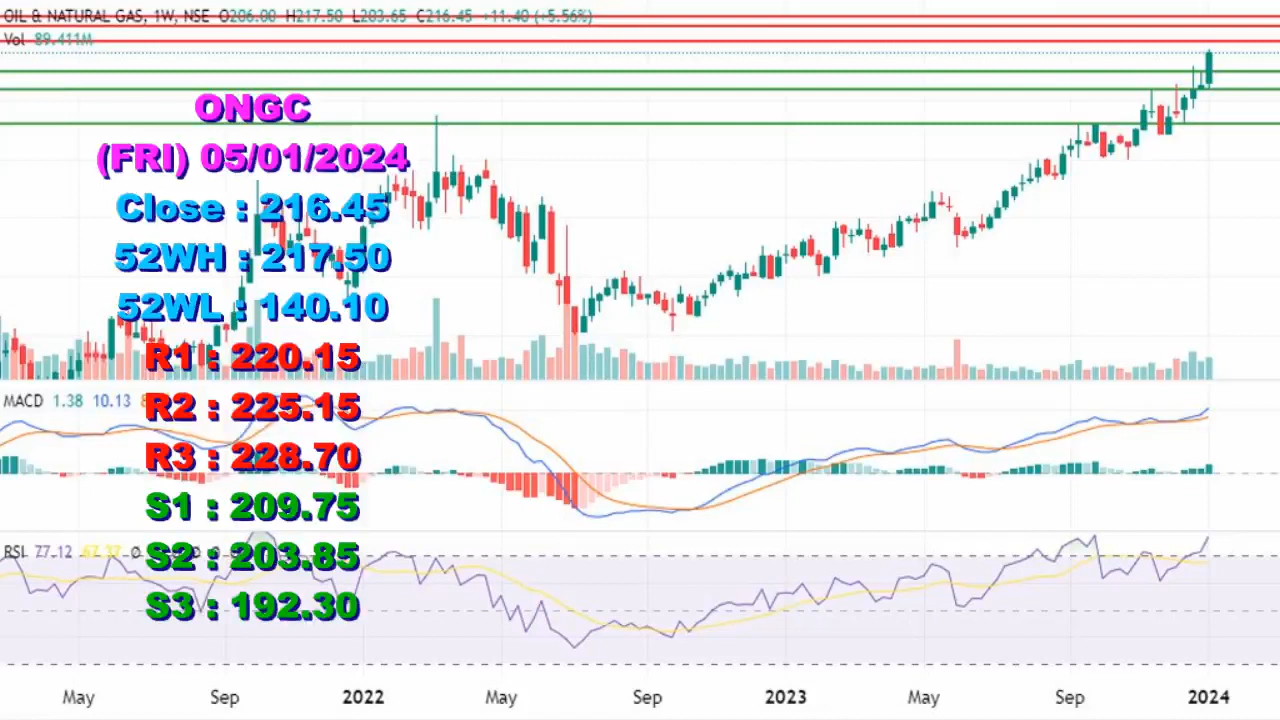 OIL & NATURAL GAS, 1W, NSE O206.00 H217.50 L203.65 C216.45 +11.40 (+5.56%)
Vol 89.411M
ONGC
(FRI) 05/01/2024
Close : 216.45
52WH : 217.50
52WL : 140.10
R1 : 220.15
MACD 1.38 10.13
R2 : 225.15
R3 : 228.70
S1 : 209.75
RSI 77.12 67.37
S2 : 203.85
S3 : 192.30
May Sep 2022 May Sep 2023 May Sep 2024